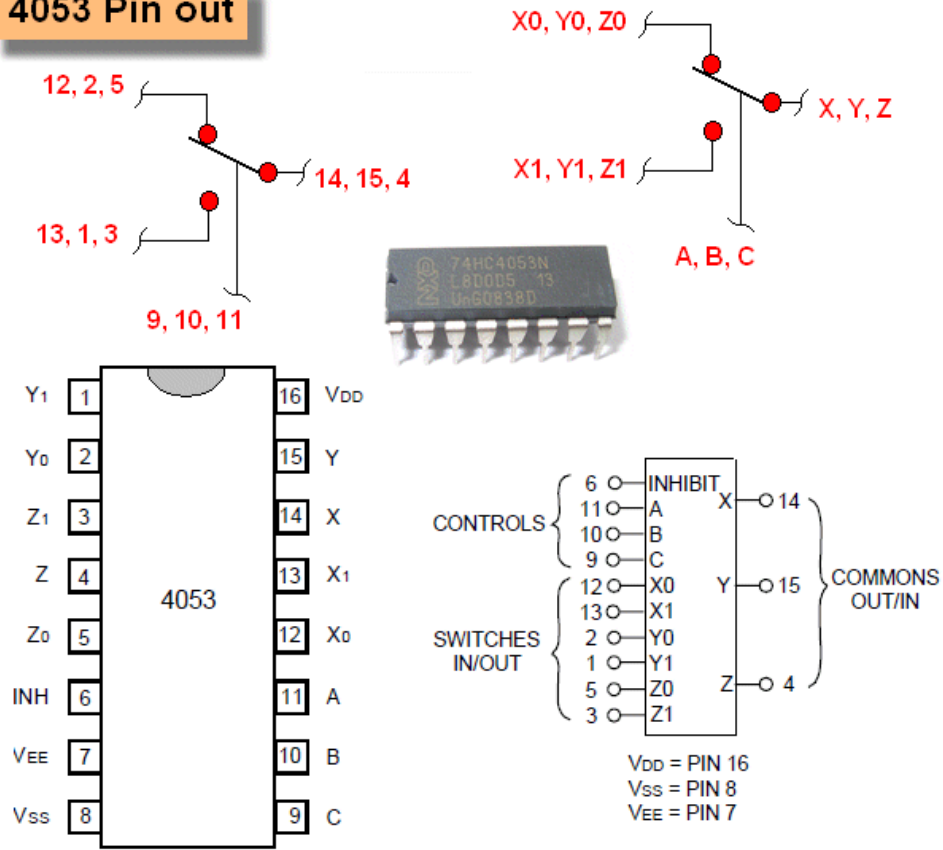 4053 Pin out
12, 2, 5
14, 15, 4
13, 1, 3
9, 10, 11
X0, Y0, Z0
X, Y, Z
X1, Y1, Z1
A, B, C
NXP
74HC4053N
L8D0D5 13
UnG0838D
Y1 1 16 VDD
Y0 2 15 Y
Z1 3 14 X
Z 4 13 X1
4053
Z0 5 12 X0
INH 6 11 A
VEE 7 10 B
VSS 8 9 C
CONTROLS
6 INHIBIT
11 A
10 B
9 C
SWITCHES
IN/OUT
12 X0
13 X1
2 Y0
1 Y1
5 Z0
3 Z1
X 14
Y 15
Z 4
COMMONS
OUT/IN
VDD = PIN 16
VSS = PIN 8
VEE = PIN 7